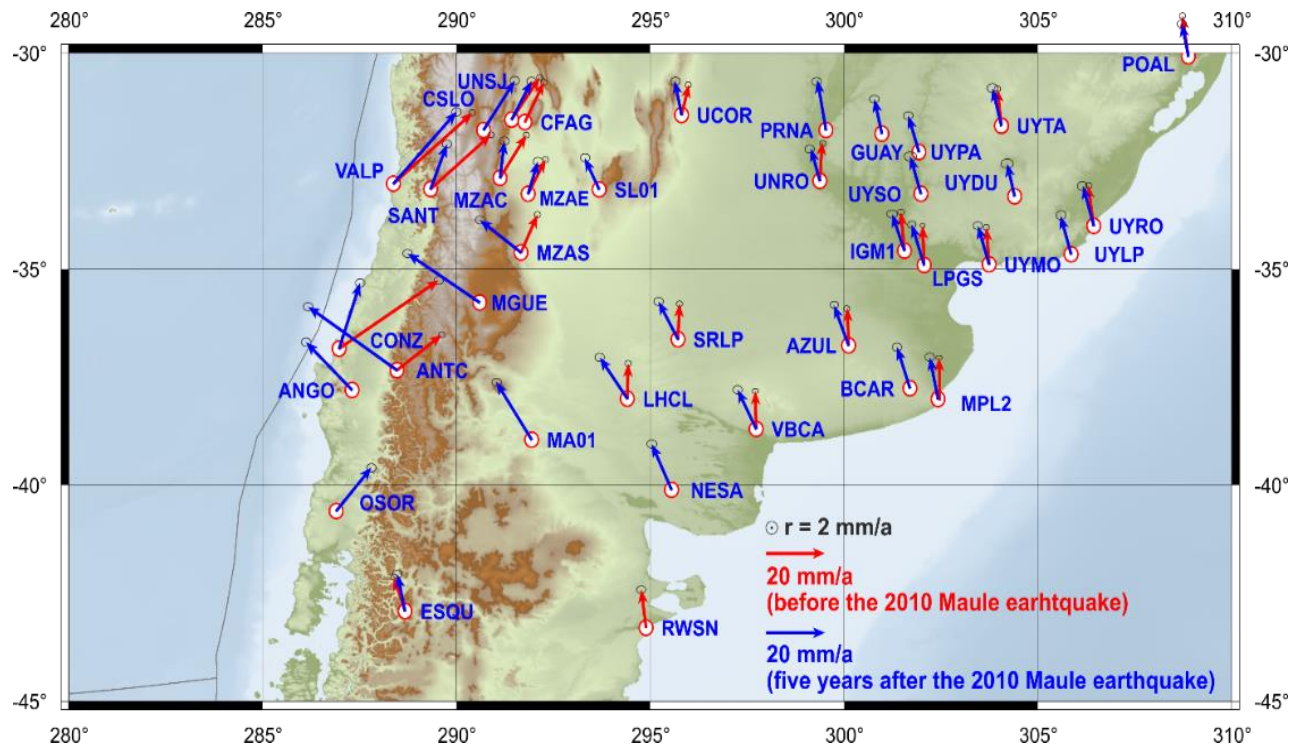 280° 285° 290° 295° 300° 305° 310°
-30° -30°
POAL
UNSJ
CSLO
CFAG
UCOR
PRNA
UYTA
GUAY
UYPA
VALP
SANT
MZAC
MZAE
SL01
UNRO
UYSO
UYDU
MZAS
IGM1
LPGS
UYMO
UYRO
UYLP
-35° -35°
MGUE
CONZ
ANTC
ANGO
SRLP
AZUL
LHCL
BCAR
MPL2
VBCA
MA01
-40° -40°
NESA
OSOR
r = 2 mm/a
20 mm/a
(before the 2010 Maule earhtquake)
20 mm/a
(five years after the 2010 Maule earthquake)
ESQU
RWSN
-45° -45°
280° 285° 290° 295° 300° 305° 310°